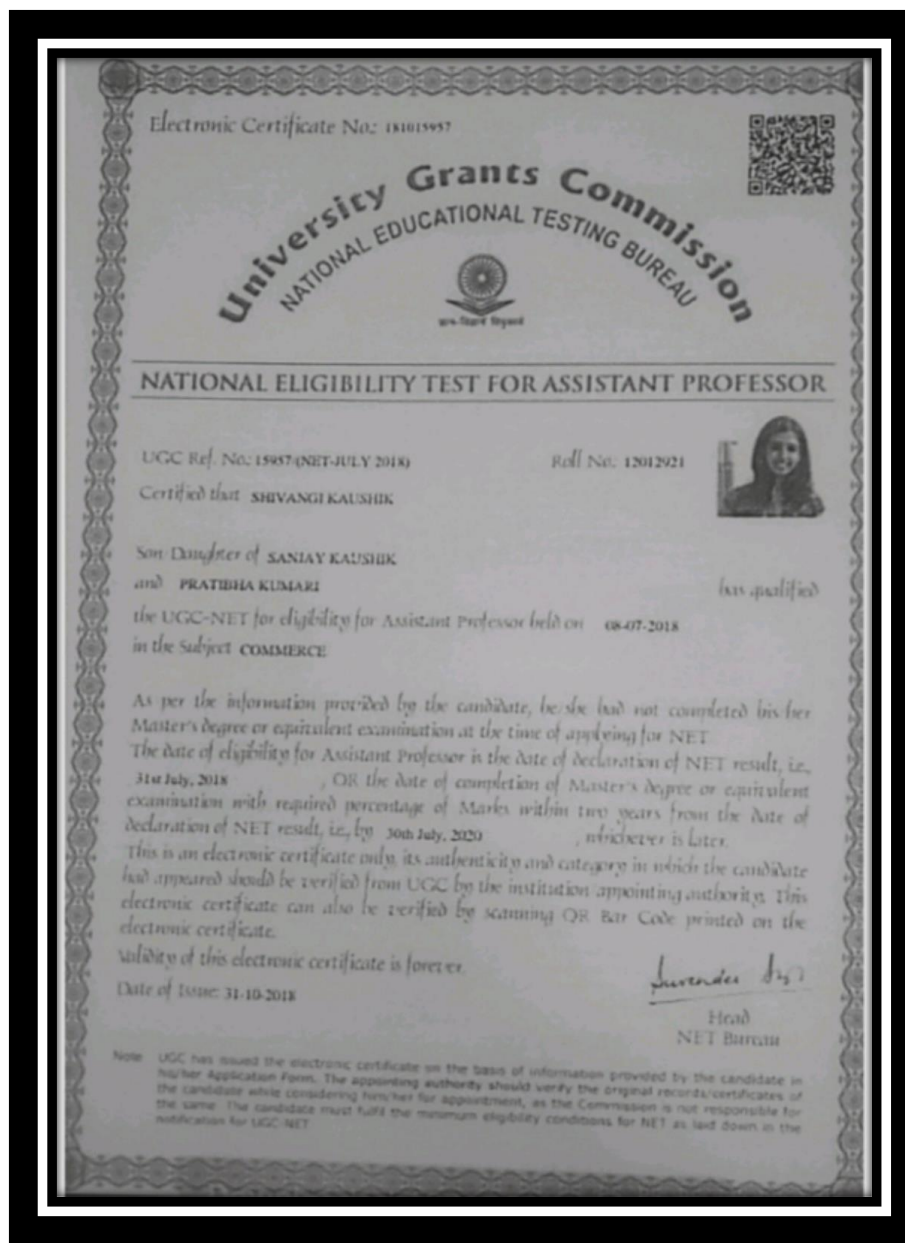 Electronic Certificate No.: 181015957
University Grants Commission
NATIONAL EDUCATIONAL TESTING BUREAU
ज्ञान-विज्ञान विमुक्तये
NATIONAL ELIGIBILITY TEST FOR ASSISTANT PROFESSOR
UGC Ref. No.: 15957/(NET-JULY 2018) Roll No.: 12012921
Certified that SHIVANGI KAUSHIK
Son/Daughter of SANJAY KAUSHIK
and PRATIBHA KUMARI has qualified
the UGC-NET for eligibility for Assistant Professor held on 08-07-2018
in the Subject COMMERCE
As per the information provided by the candidate, he/she had not completed his/her
Master's degree or equivalent examination at the time of applying for NET.
The date of eligibility for Assistant Professor is the date of declaration of NET result, i.e.,
31st July, 2018 , OR the date of completion of Master's degree or equivalent
examination with required percentage of Marks within two years from the date of
declaration of NET result, i.e., by 30th July, 2020 , whichever is later.
This is an electronic certificate only, its authenticity and category in which the candidate
had appeared should be verified from UGC by the institution/appointing authority. This
electronic certificate can also be verified by scanning QR Bar Code printed on the
electronic certificate.
Validity of this electronic certificate is forever.
Date of Issue: 31-10-2018
Surender
Head
NET Bureau
Note: UGC has issued the electronic certificate on the basis of information provided by the candidate in
his/her Application Form. The appointing authority should verify the original records/certificates of
the candidate while considering him/her for appointment, as the Commission is not responsible for
the same. The candidate must fulfil the minimum eligibility conditions for NET as laid down in the
notification for UGC-NET